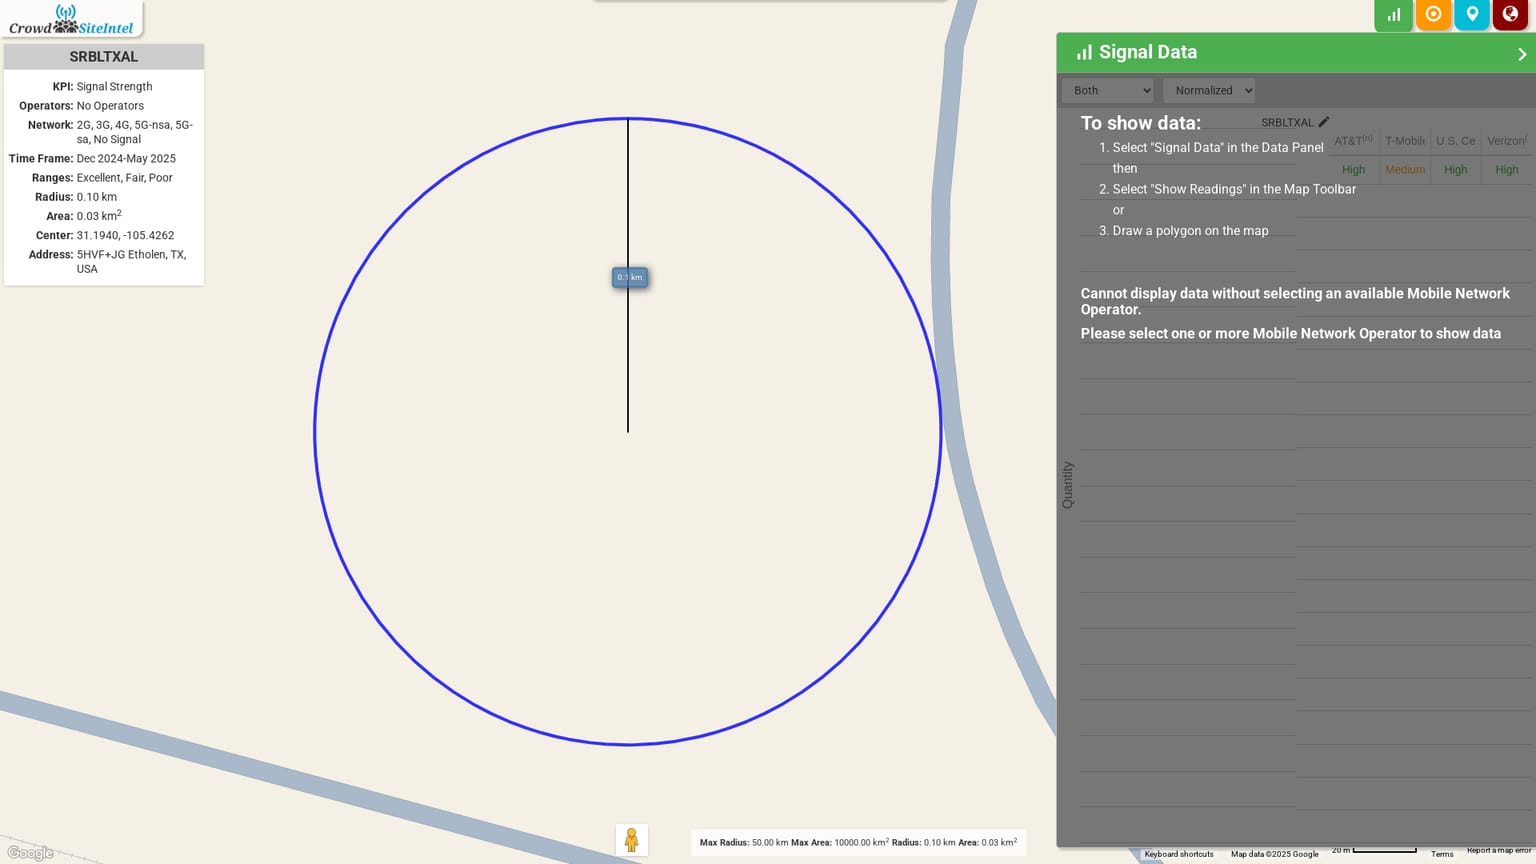 Crowd SiteIntel
SRBLTXAL
KPI: Signal Strength
Operators: No Operators
Network: 2G, 3G, 4G, 5G-nsa, 5G-
sa, No Signal
Time Frame: Dec 2024-May 2025
Ranges: Excellent, Fair, Poor
Radius: 0.10 km
Area: 0.03 km²
Center: 31.1940, -105.4262
Address: 5HVF+JG Etholen, TX,
USA
0.1 km
Signal Data
Both
Normalized
To show data:
SRBLTXAL
1. Select "Signal Data" in the Data Panel
then
2. Select "Show Readings" in the Map Toolbar
or
3. Draw a polygon on the map
AT&T(n) T-Mobile U.S. Ce Verizon(
High Medium High High
Cannot display data without selecting an available Mobile Network
Operator.
Please select one or more Mobile Network Operator to show data
Quantity
Max Radius: 50.00 km Max Area: 10000.00 km² Radius: 0.10 km Area: 0.03 km²
Google
Keyboard shortcuts
Map data ©2025 Google
20 m
Terms
Report a map error